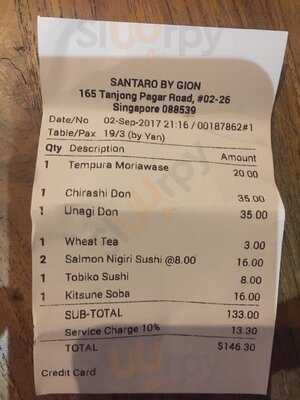 SANTARO BY GION
165 Tanjong Pagar Road, #02-26
Singapore 088539
Date/No 02-Sep-2017 21:16 / 00187862#1
Table/Pax 19/3 (by Yan)
Qty Description Amount
1 Tempura Moriawase 20.00
1 Chirashi Don 35.00
1 Unagi Don 35.00
1 Wheat Tea 3.00
2 Salmon Nigiri Sushi @8.00 16.00
1 Tobiko Sushi 8.00
1 Kitsune Soba 16.00
SUB-TOTAL 133.00
Service Charge 10% 13.30
TOTAL $146.30
Credit Card